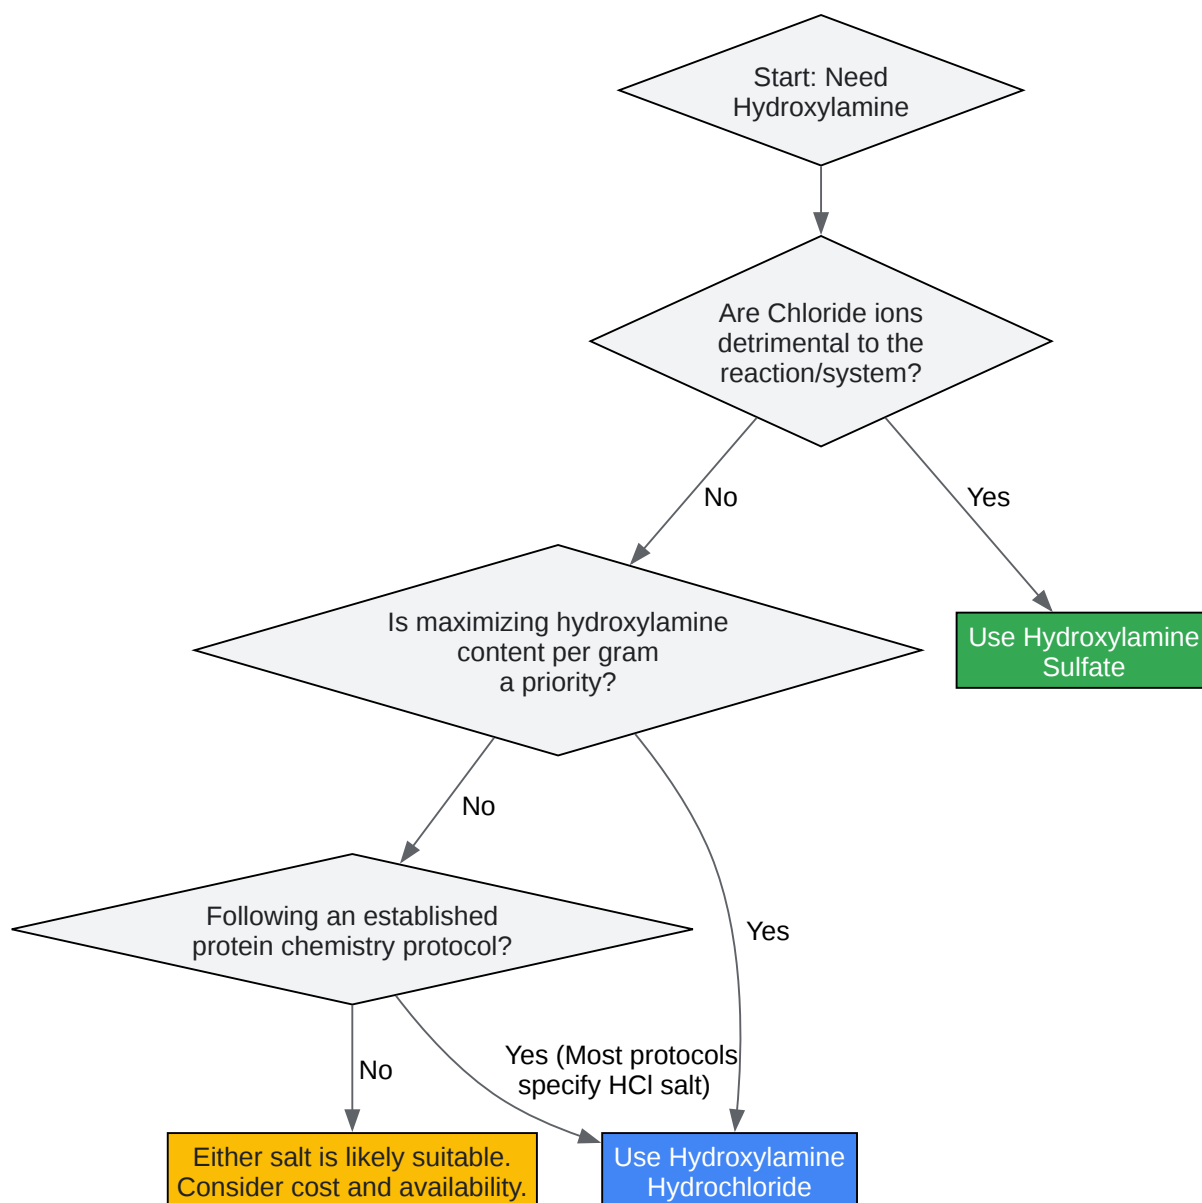 Start: Need
Hydroxylamine
Are Chloride ions
detrimental to the
reaction/system?
No
Yes
Is maximizing hydroxylamine
content per gram
a priority?
Use Hydroxylamine
Sulfate
No
Yes
Following an established
protein chemistry protocol?
No
Yes (Most protocols
specify HCl salt)
Either salt is likely suitable.
Consider cost and availability.
Use Hydroxylamine
Hydrochloride